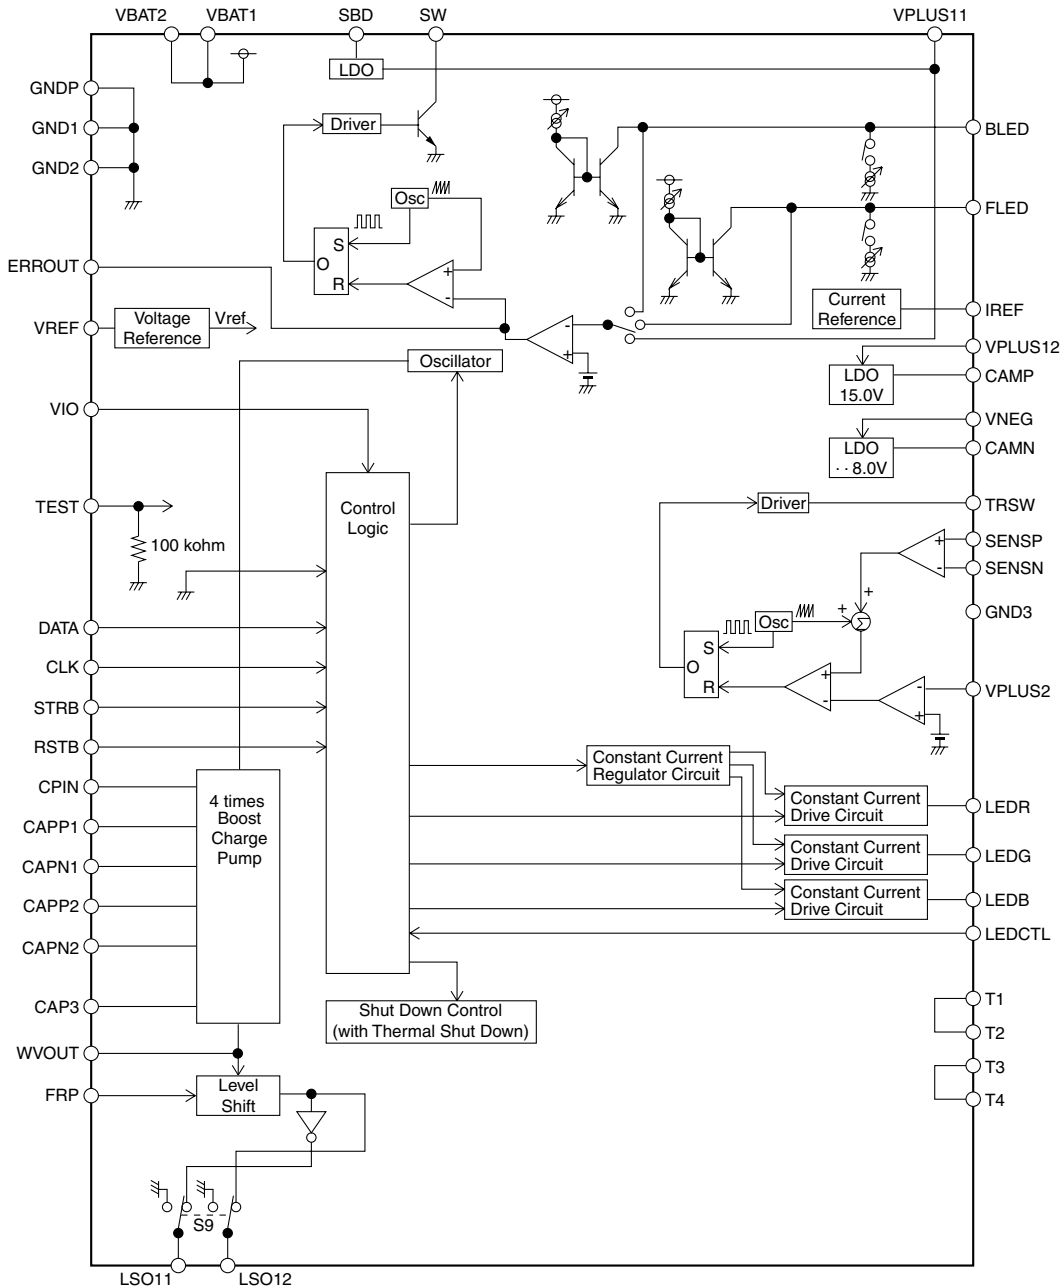 VBAT2
VBAT1
SBD
SW
VPLUS11
LDO
GNDP
GND1
GND2
Driver
BLED
FLED
Osc
S
O
R
+
-
ERROUT
VREF
Voltage
Reference
Vref
-
+
Current
Reference
IREF
VPLUS12
Oscillator
LDO
15.0V
CAMP
VIO
VNEG
LDO
··8.0V
CAMN
Control
Logic
TEST
100 kohm
Driver
TRSW
SENSP
+
-
SENSN
+
GND3
DATA
+
Osc
Σ
CLK
S
O
R
+
-
-
+
VPLUS2
STRB
RSTB
Constant Current
Regulator Circuit
CPIN
4 times
Boost
Charge
Pump
Constant Current
Drive Circuit
LEDR
CAPP1
Constant Current
Drive Circuit
LEDG
CAPN1
Constant Current
Drive Circuit
LEDB
CAPP2
LEDCTL
CAPN2
CAP3
Shut Down Control
(with Thermal Shut Down)
T1
T2
T3
T4
WVOUT
FRP
Level
Shift
S9
LSO11
LSO12